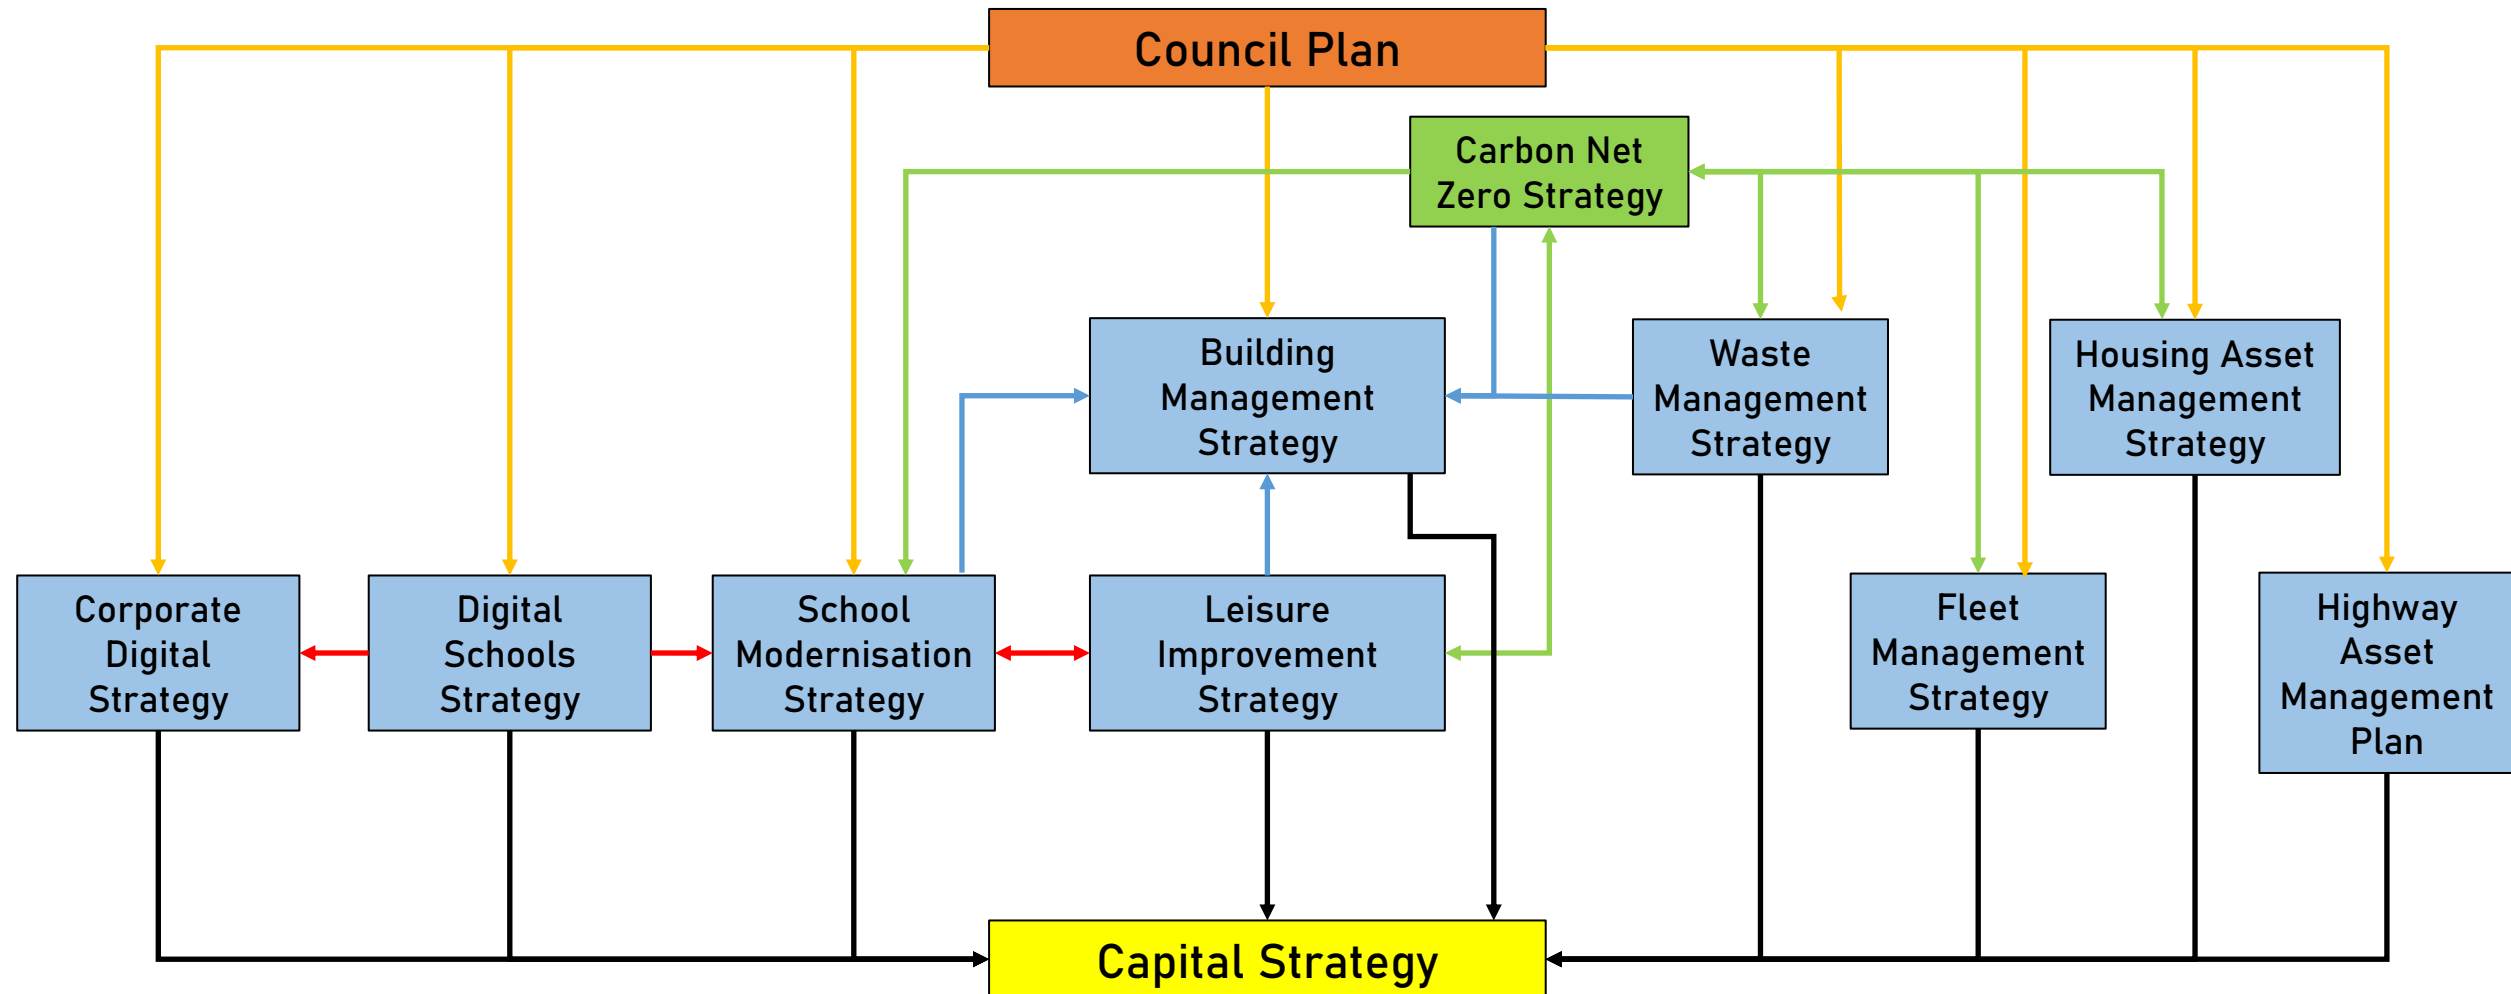 Council Plan
Carbon Net
Zero Strategy
Building
Management
Strategy
Waste
Management
Strategy
Housing Asset
Management
Strategy
Corporate
Digital
Strategy
Digital
Schools
Strategy
School
Modernisation
Strategy
Leisure
Improvement
Strategy
Fleet
Management
Strategy
Highway
Asset
Management
Plan
Capital Strategy